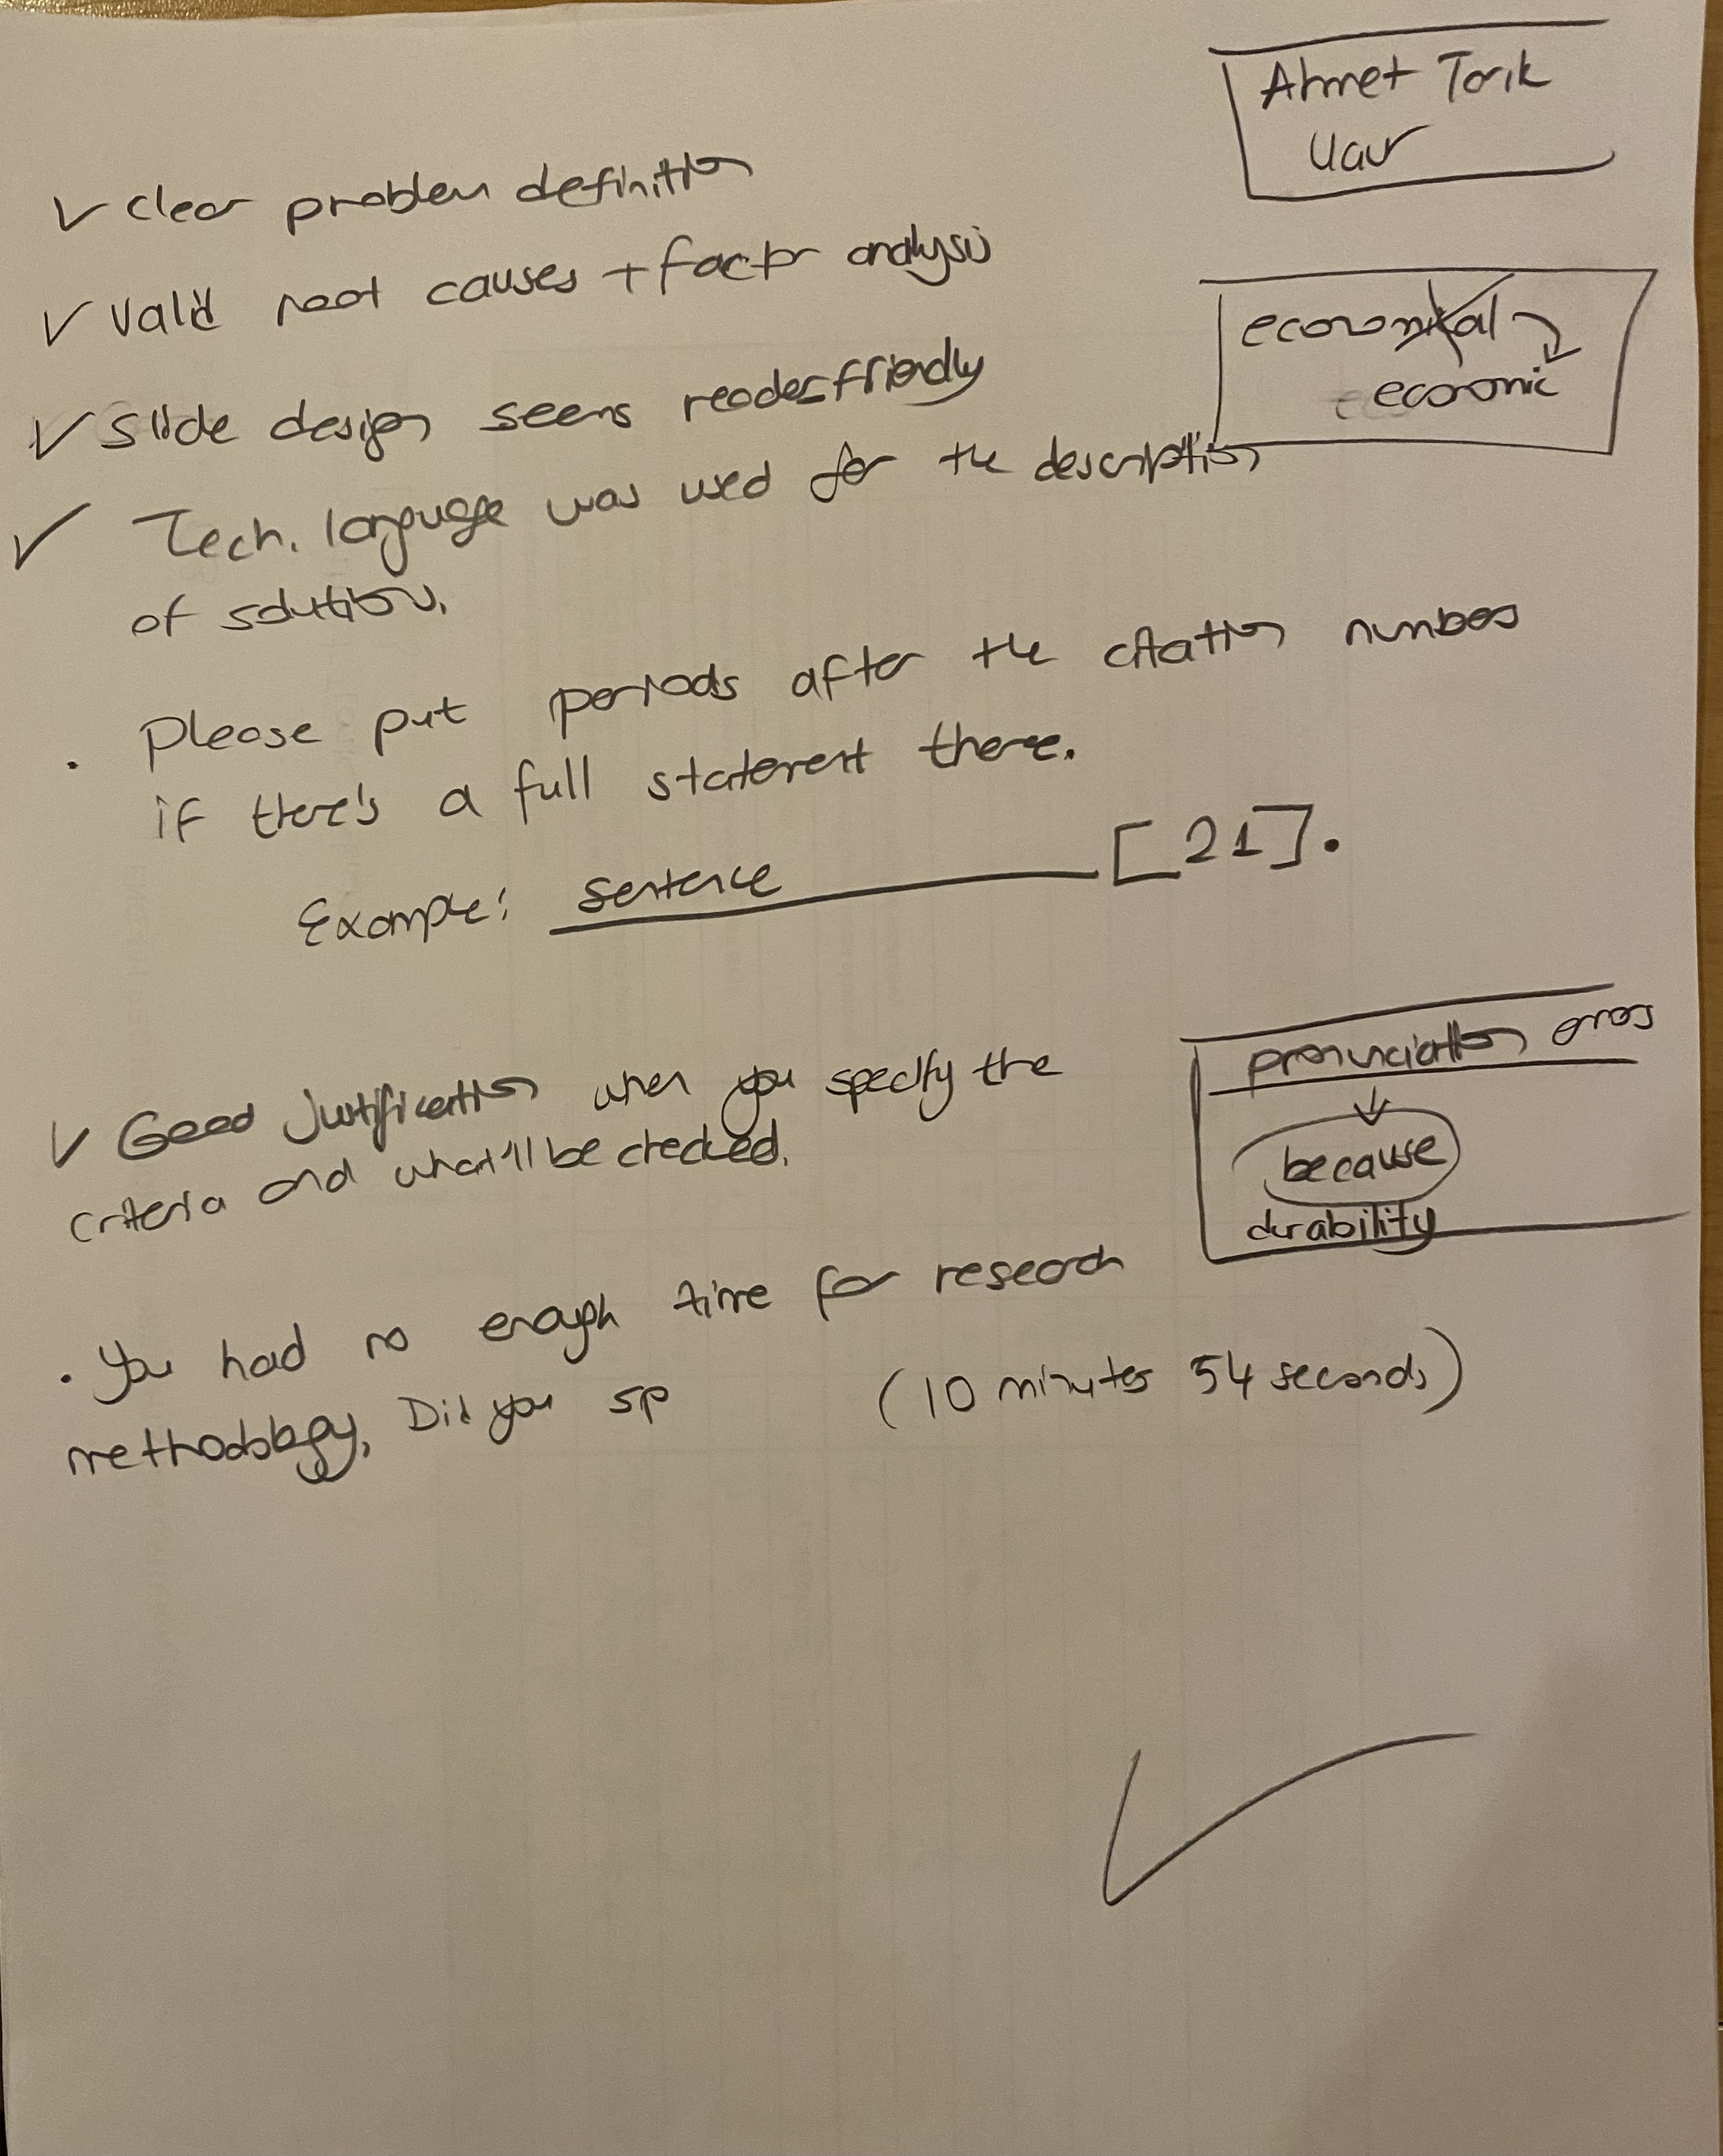 Ahmet Tarık
Uğur
✓ Clear problem definition
✓ Valid root causes + factor analysis
economical
economic
✓ Slide design seems reader-friendly
✓ Tech. language was used for the description
of solution.
• Please put periods after the citation numbers
if there's a full statement there.
Example: sentence [21].
✓ Good justification when you specify the
criteria and what'll be checked.
pronunciation errors
because
durability
• You had no enough time for research
methodology, Did you sp (10 minutes 54 seconds)